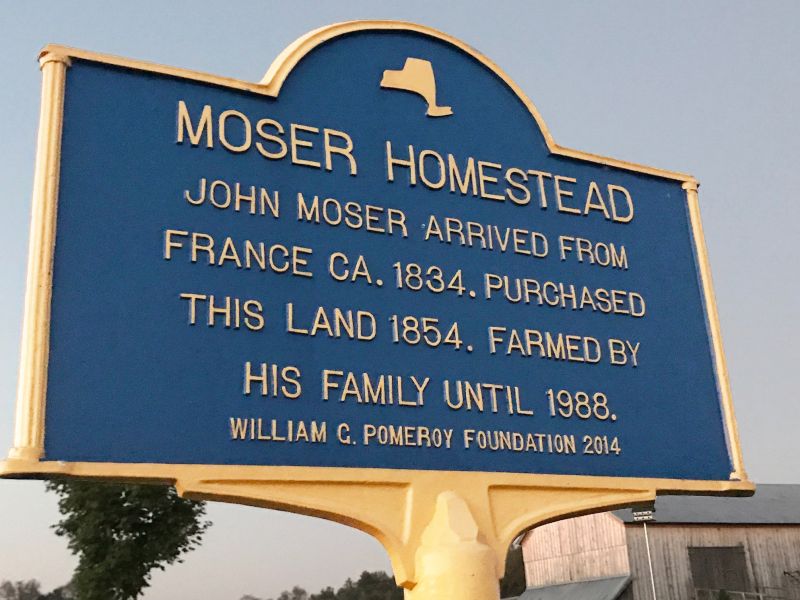 MOSER HOMESTEAD
JOHN MOSER ARRIVED FROM
FRANCE CA. 1834. PURCHASED
THIS LAND 1854. FARMED BY
HIS FAMILY UNTIL 1988.
WILLIAM G. POMEROY FOUNDATION 2014